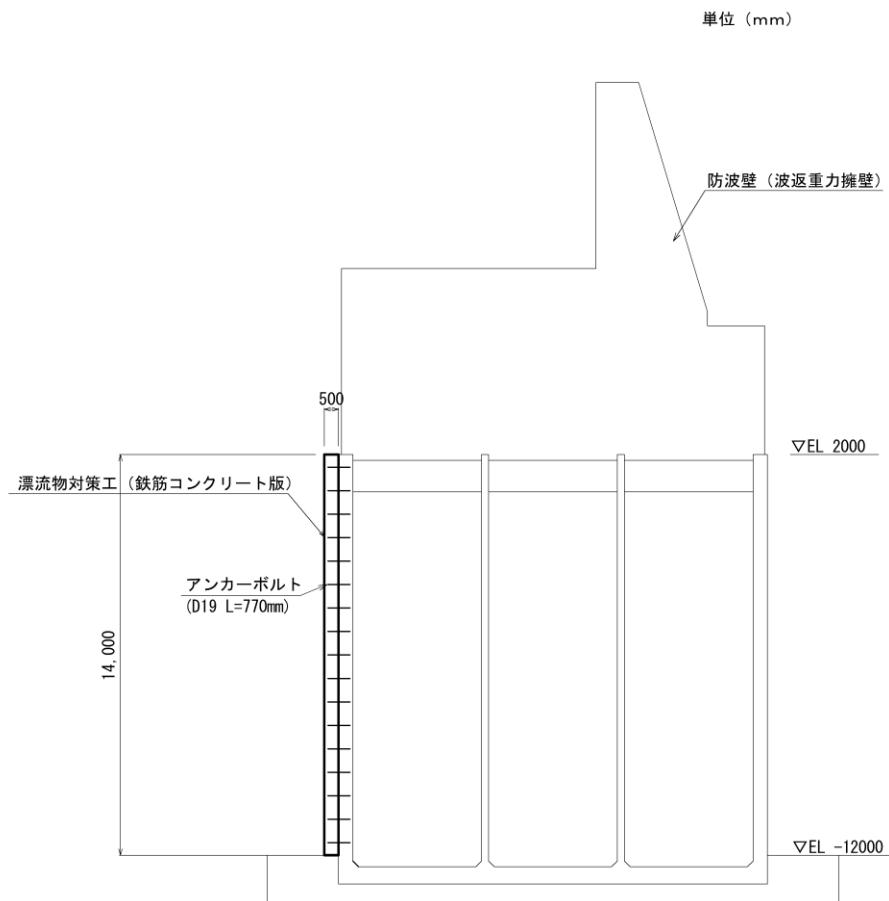 単位（mm）
防波壁（波返重力擁壁）
500
▽EL 2000
漂流物対策工（鉄筋コンクリート版）
アンカーボルト
(D19 L=770mm)
14,000
▽EL -12000